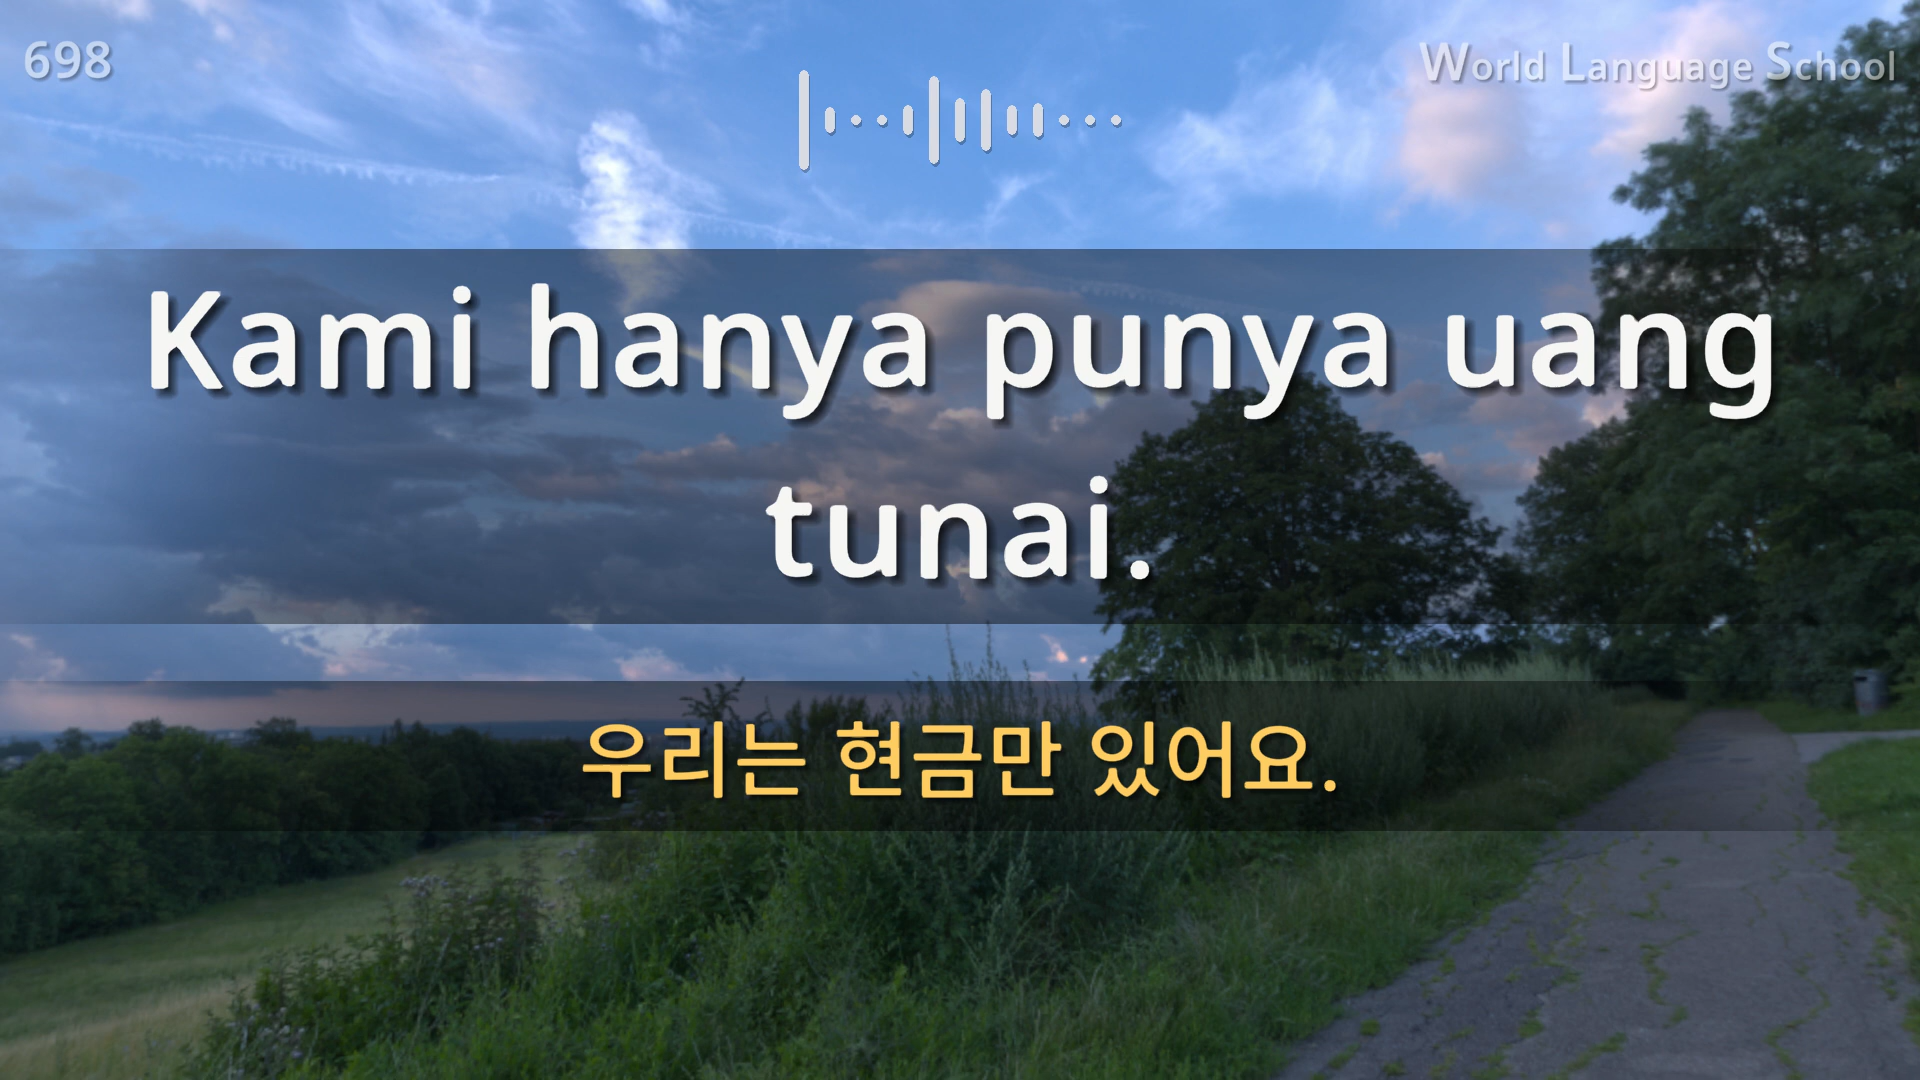 698
World Language School
Kami hanya punya uang
tunai.
우리는 현금만 있어요.